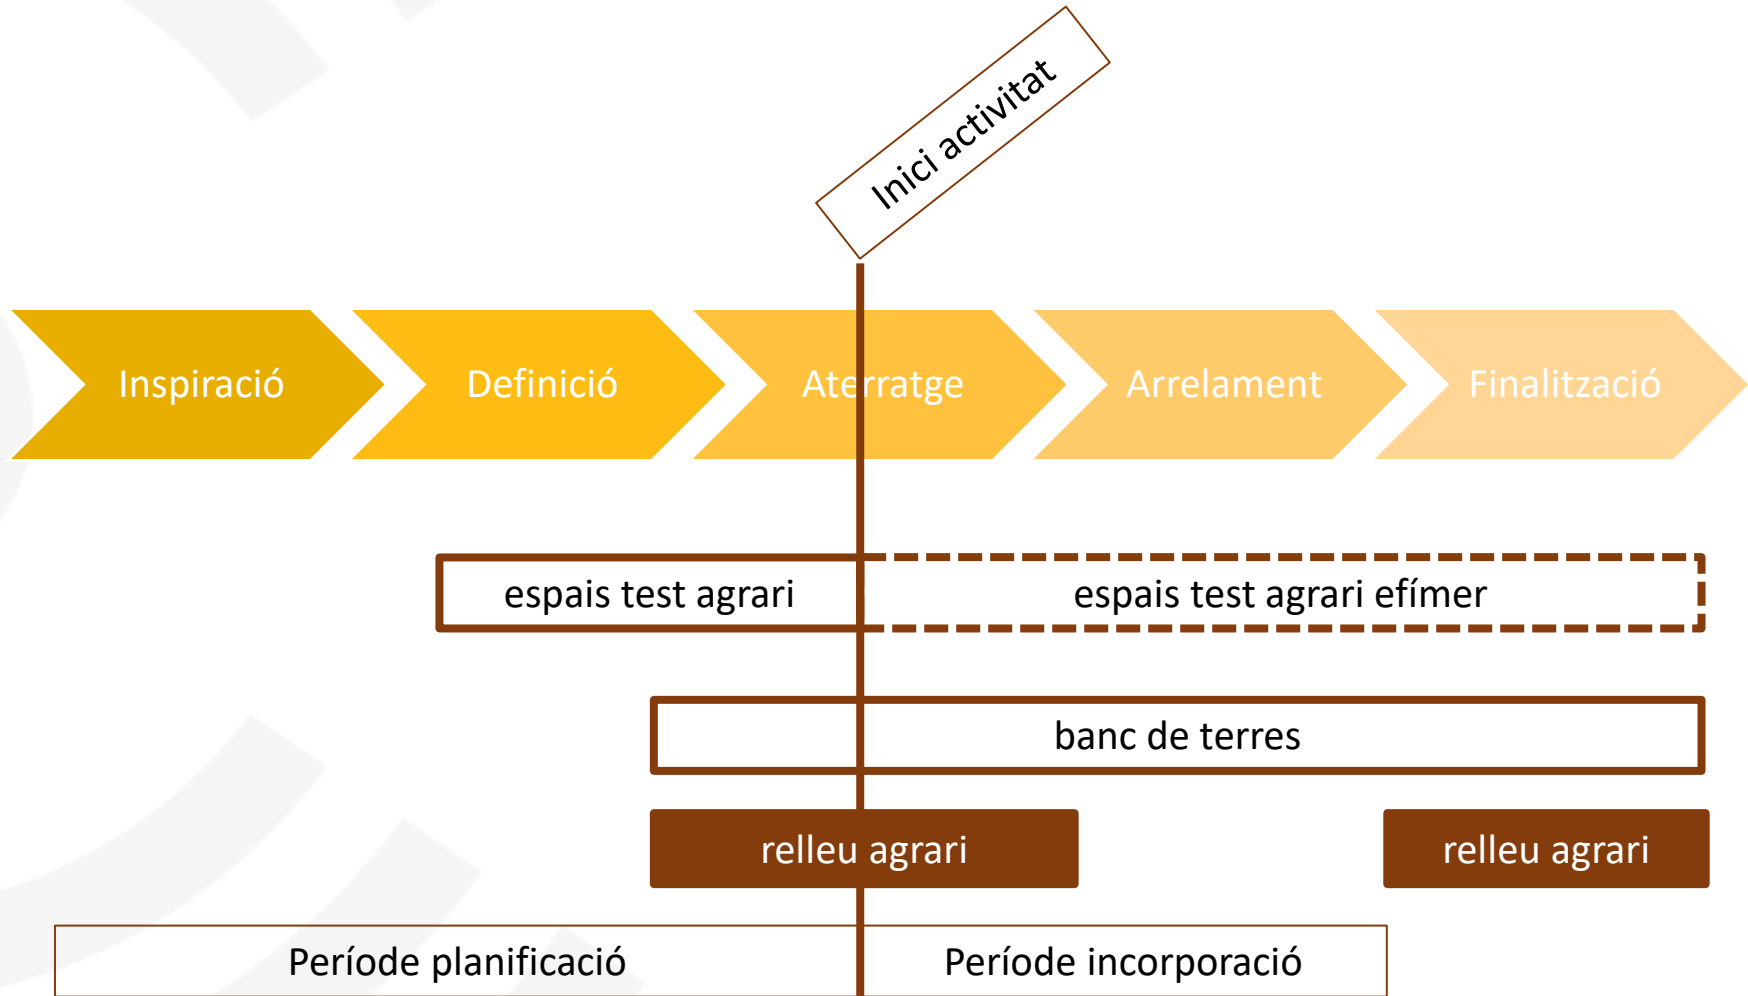 Inici activitat
Inspiració
Definició
Aterratge
Arrelament
Finalització
espais test agrari
espais test agrari efímer
banc de terres
relleu agrari
relleu agrari
Període planificació
Període incorporació